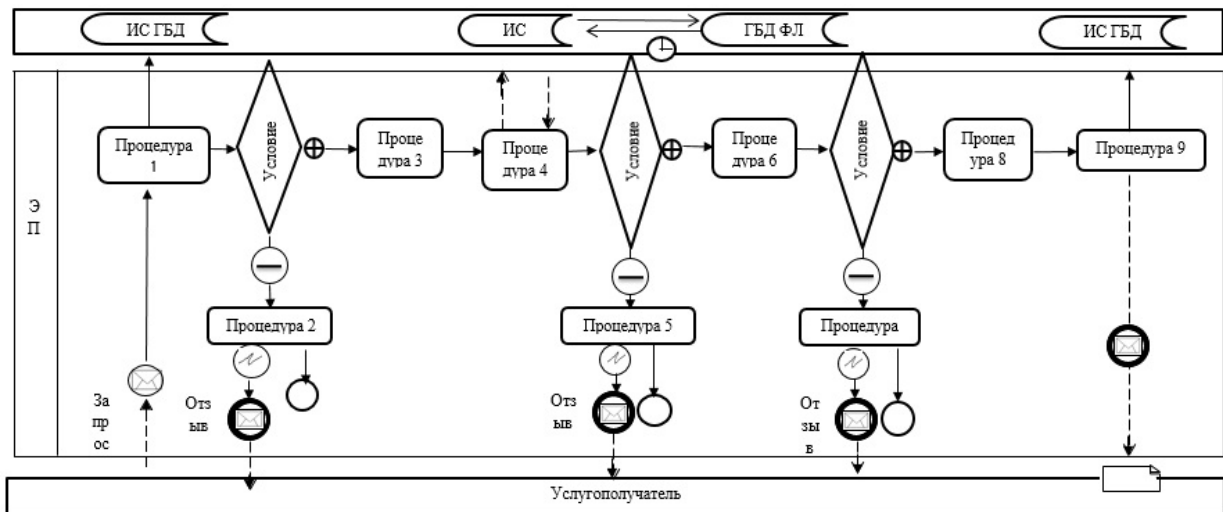 ИС ГБД
ИС
ГБД ФЛ
ИС ГБД
Процедура
1
Условие
Проце
дура 3
Проце
дура 4
Условие
Проце
дура 6
Условие
Процед
ура 8
Процедура 9
Э
П
Процедура 2
Процедура 5
Процедура
За
прос
Отз
ыв
Отз
ыв
От
зы
в
Услугополучатель